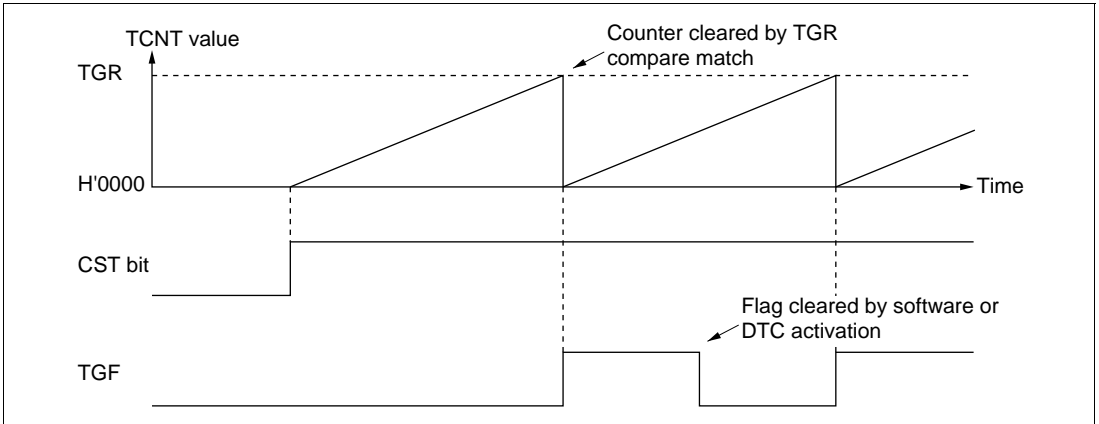 TCNT value
Counter cleared by TGR
compare match
TGR
H'0000
Time
CST bit
Flag cleared by software or
DTC activation
TGF